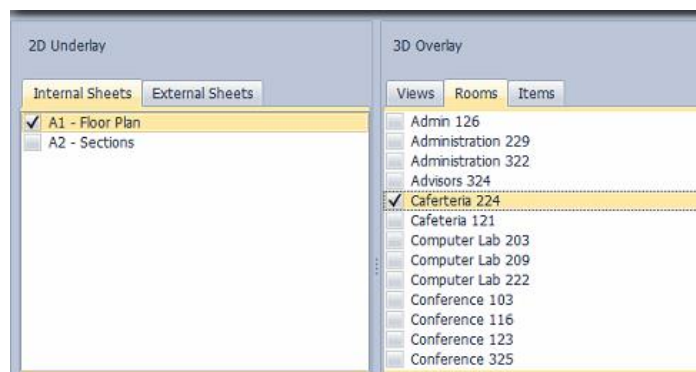 2D Underlay
Internal Sheets External Sheets
A1 - Floor Plan
A2 - Sections
3D Overlay
Views Rooms Items
Admin 126
Administration 229
Administration 322
Advisors 324
Caferteria 224
Cafeteria 121
Computer Lab 203
Computer Lab 209
Computer Lab 222
Conference 103
Conference 116
Conference 123
Conference 325